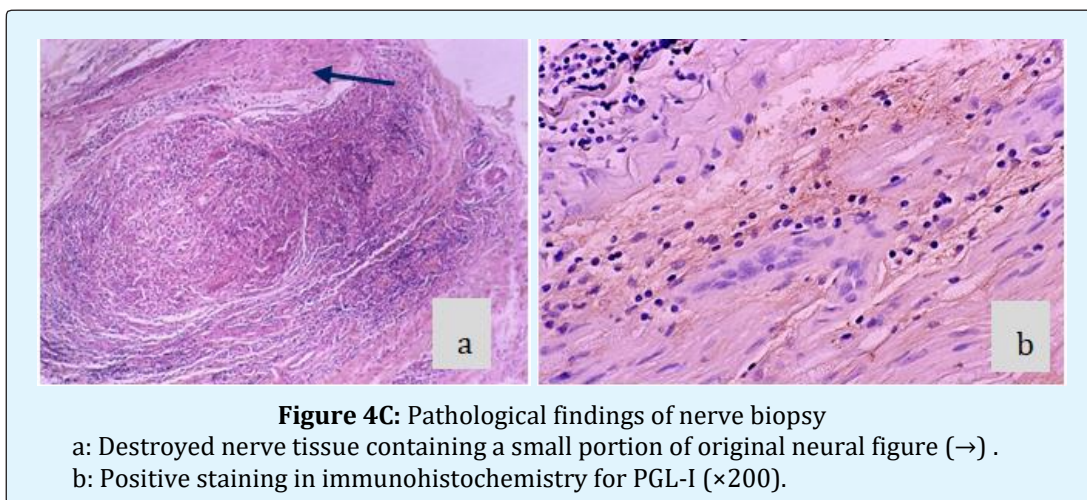 a
b
Figure 4C: Pathological findings of nerve biopsy
a: Destroyed nerve tissue containing a small portion of original neural figure (→) .
b: Positive staining in immunohistochemistry for PGL-I (×200).